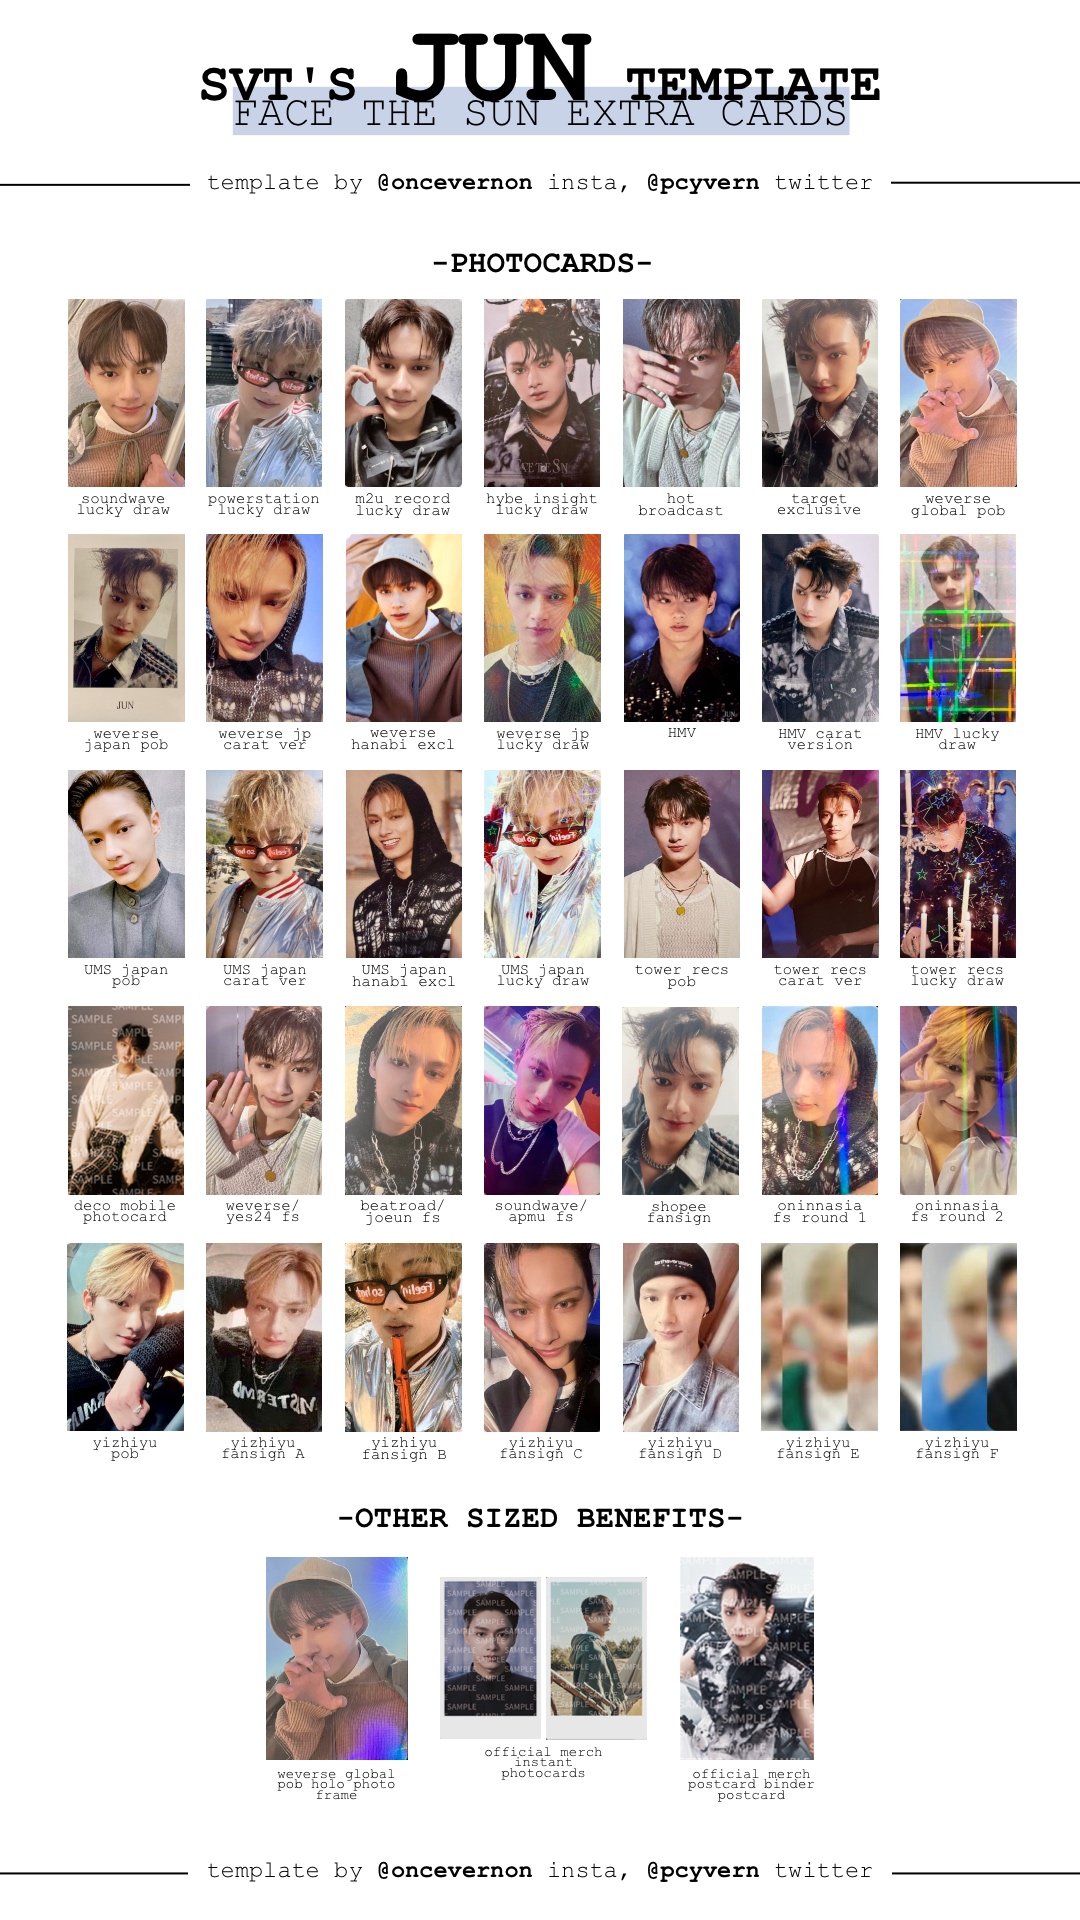 SVT'S JUN TEMPLATE
FACE THE SUN EXTRA CARDS
template by @oncevernon insta, @pcyvern twitter
-PHOTOCARDS-
soundwave
lucky draw
powerstation
lucky draw
m2u record
lucky draw
hybe insight
lucky draw
hot
broadcast
target
exclusive
weverse
global pob
JUN
weverse
japan pob
weverse jp
carat ver
weverse
hanabi excl
weverse jp
lucky draw
JUN
HMV
HMV carat
version
HMV lucky
draw
UMS japan
pob
UMS japan
carat ver
UMS japan
hanabi excl
UMS japan
lucky draw
tower recs
pob
tower recs
carat ver
tower recs
lucky draw
SAMPLE
deco mobile
photocard
weverse/
yes24 fs
beatroad/
joeun fs
soundwave/
apmu fs
shopee
fansign
oninnasia
fs round 1
oninnasia
fs round 2
yizhiyu
pob
yizhiyu
fansign A
yizhiyu
fansign B
yizhiyu
fansign C
yizhiyu
fansign D
yizhiyu
fansign E
yizhiyu
fansign F
-OTHER SIZED BENEFITS-
weverse global
pob holo photo
frame
SAMPLE
official merch
instant
photocards
SAMPLE
official merch
postcard binder
postcard
template by @oncevernon insta, @pcyvern twitter